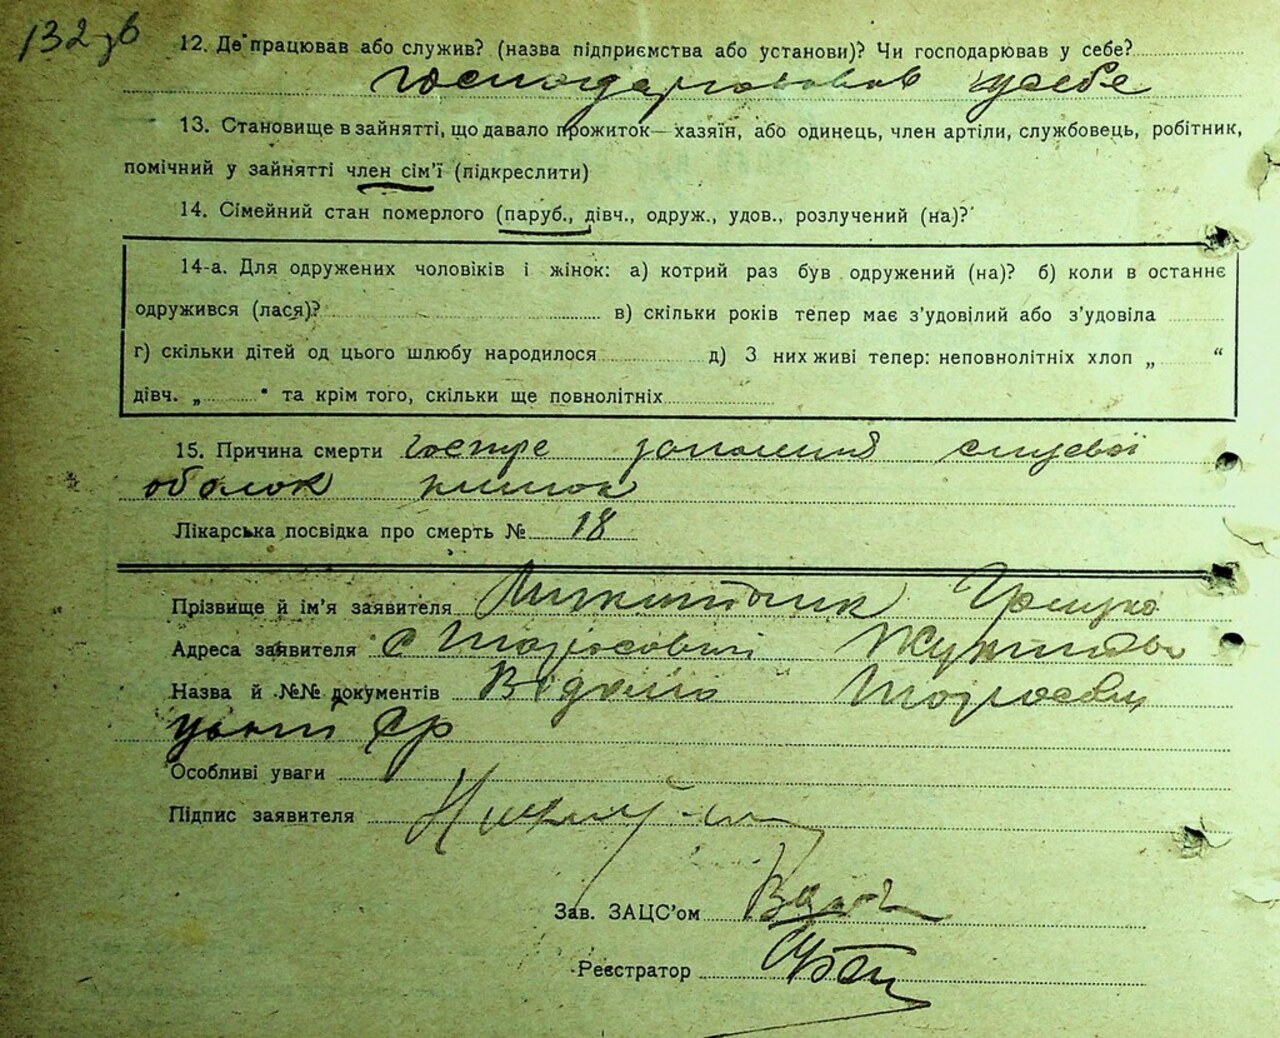 132 зв
12. Де працював або служив? (назва підприємства або установи)? Чи господарював у себе?
господарював у себе
13. Становище в зайнятті, що давало прожиток—хазяїн, або одинець, член артіли, службовець, робітник,
помічний у зайнятті член сім'ї (підкреслити)
14. Сімейний стан померлого (паруб., дівч., одруж., удов., розлучений (на)?
14-а. Для одружених чоловіків і жінок: а) котрий раз був одружений (на)? б) коли в останнє
одружився (лася)? в) скільки років тепер має з'удовілий або з'удовіла
г) скільки дітей од цього шлюбу народилося д) З них живі тепер: неповнолітніх хлоп „ “
дівч. „ “ та крім того, скільки ще повнолітніх
15. Причина смерти гостре запалення
оболок кишок
Лікарська посвідка про смерть № 18
Прізвище й ім'я заявителя Грицько
Адреса заявителя с
Назва й №№ документів Відома
Особливі уваги
Підпис заявителя
Зав. ЗАЦС'ом
Реєстратор